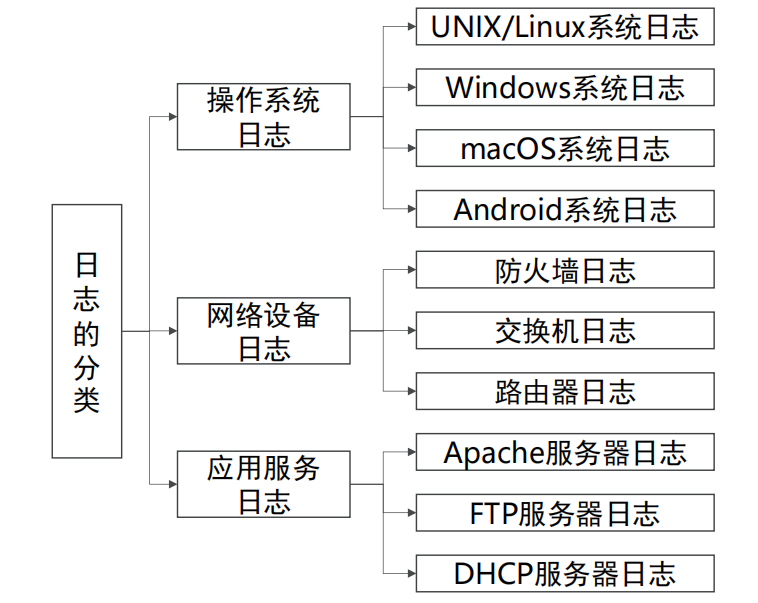 日志的分类
操作系统
日志
UNIX/Linux系统日志
Windows系统日志
macOS系统日志
Android系统日志
网络设备
日志
防火墙日志
交换机日志
路由器日志
应用服务
日志
Apache服务器日志
FTP服务器日志
DHCP服务器日志